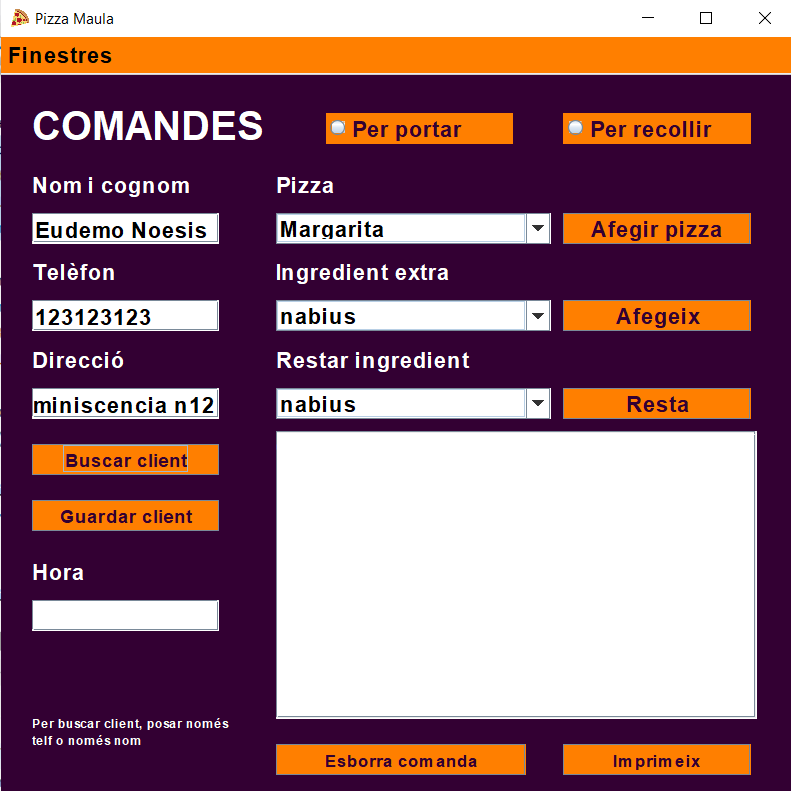 Pizza Maula
Finestres
COMANDES
Per portar
Per recollir
Nom i cognom
Pizza
Eudemo Noesis
Margarita
Afegir pizza
Telèfon
Ingredient extra
123123123
nabius
Afegeix
Direcció
Restar ingredient
miniscencia n12
nabius
Resta
Buscar client
Guardar client
Hora
Per buscar client, posar només
telf o només nom
Esborra comanda
Imprimeix